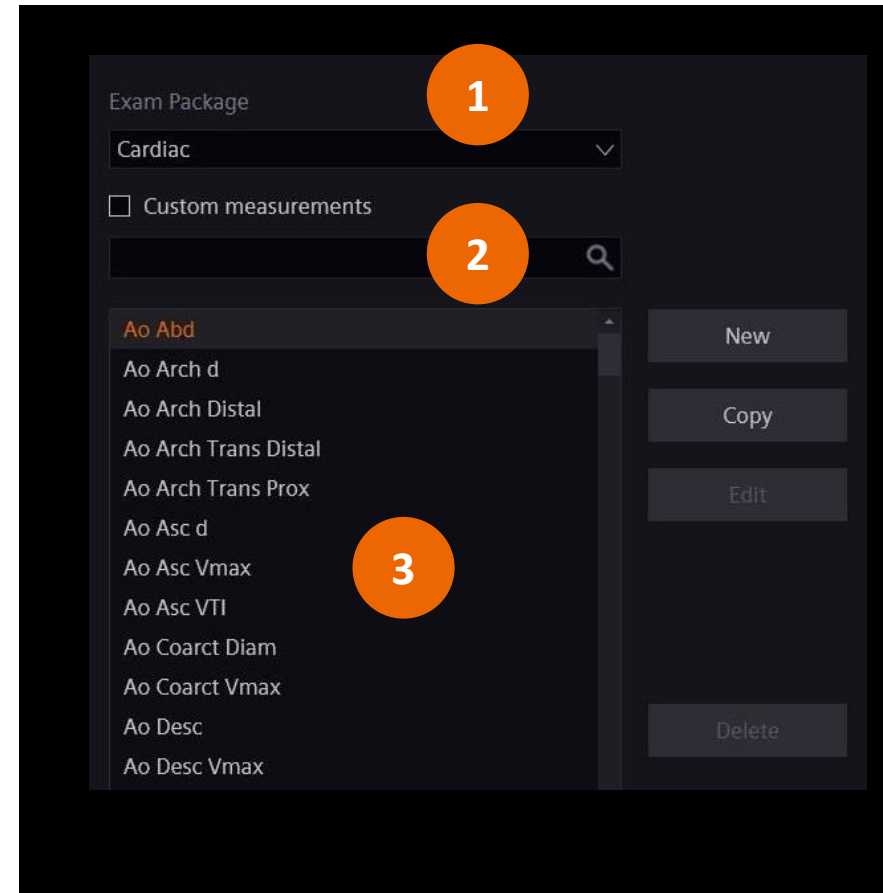 1
Exam Package
Cardiac
Custom measurements
2
Ao Abd
New
Ao Arch d
Ao Arch Distal
Copy
Ao Arch Trans Distal
Ao Arch Trans Prox
Edit
Ao Asc d
Ao Asc Vmax
3
Ao Asc VTI
Ao Coarct Diam
Ao Coarct Vmax
Ao Desc
Delete
Ao Desc Vmax